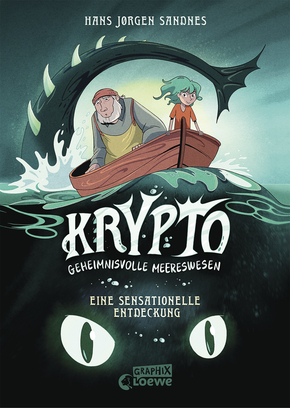 HANS JØRGEN SANDNES
KRYPTO
GEHEIMNISVOLLE MEERESWESEN
EINE SENSATIONELLE
ENTDECKUNG
GRAPHIX
Loewe